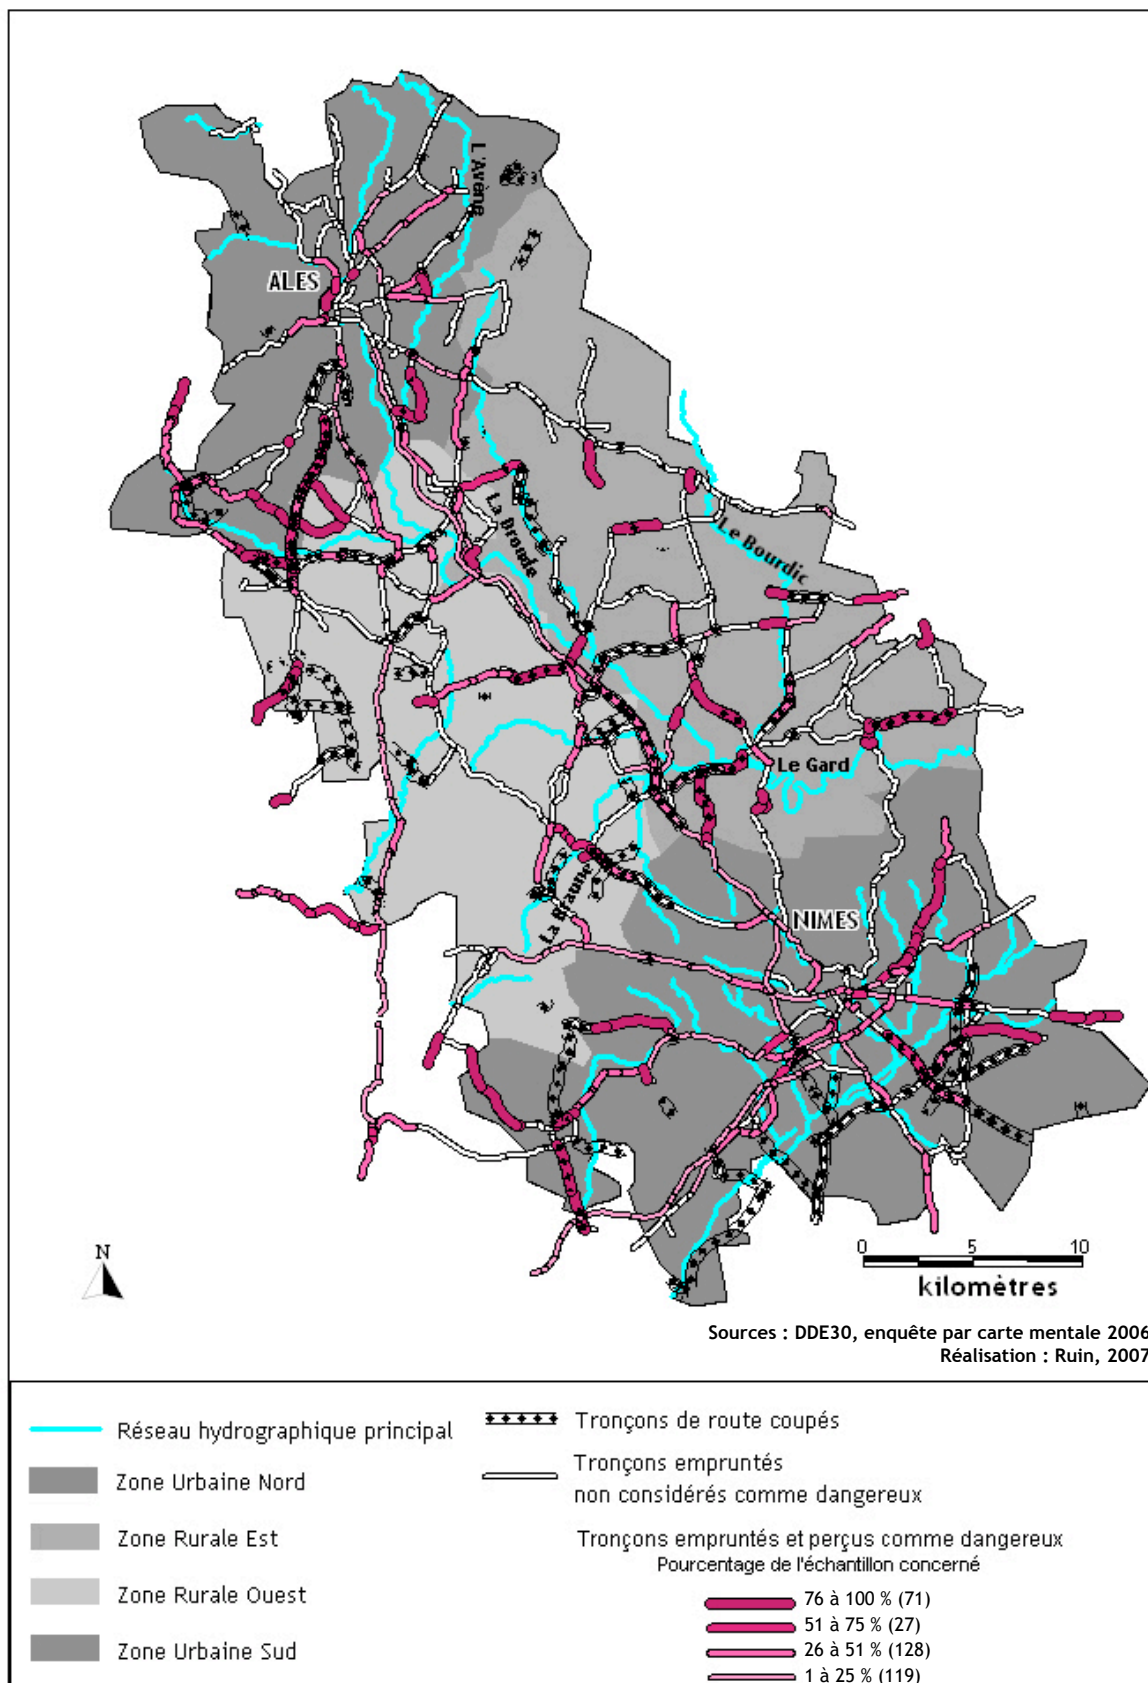 L'Avène
ALES
La Droude
Le Bourdic
Le Gard
La Braune
NIMES
N
0 5 10
kilomètres
Sources : DDE30, enquête par carte mentale 2006
Réalisation : Ruin, 2007
Réseau hydrographique principal
Zone Urbaine Nord
Zone Rurale Est
Zone Rurale Ouest
Zone Urbaine Sud
Tronçons de route coupés
Tronçons empruntés
non considérés comme dangereux
Tronçons empruntés et perçus comme dangereux
Pourcentage de l'échantillon concerné
76 à 100 % (71)
51 à 75 % (27)
26 à 51 % (128)
1 à 25 % (119)